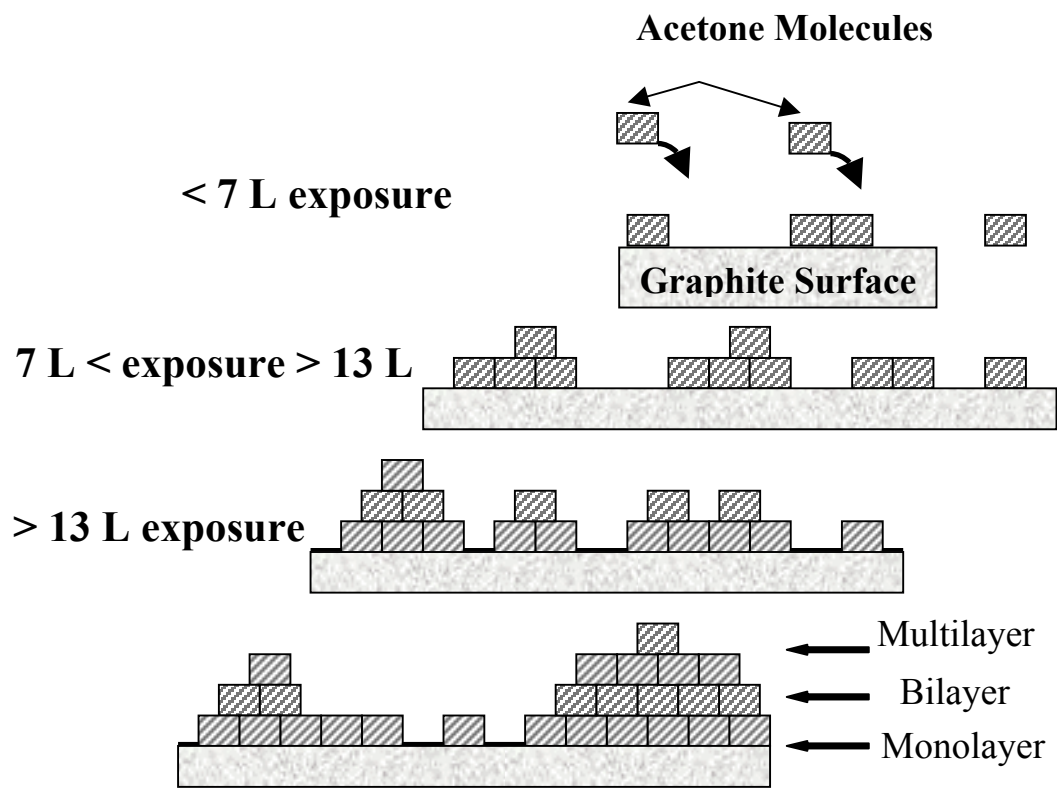 Acetone Molecules
< 7 L exposure
Graphite Surface
7 L < exposure > 13 L
> 13 L exposure
Multilayer
Bilayer
Monolayer